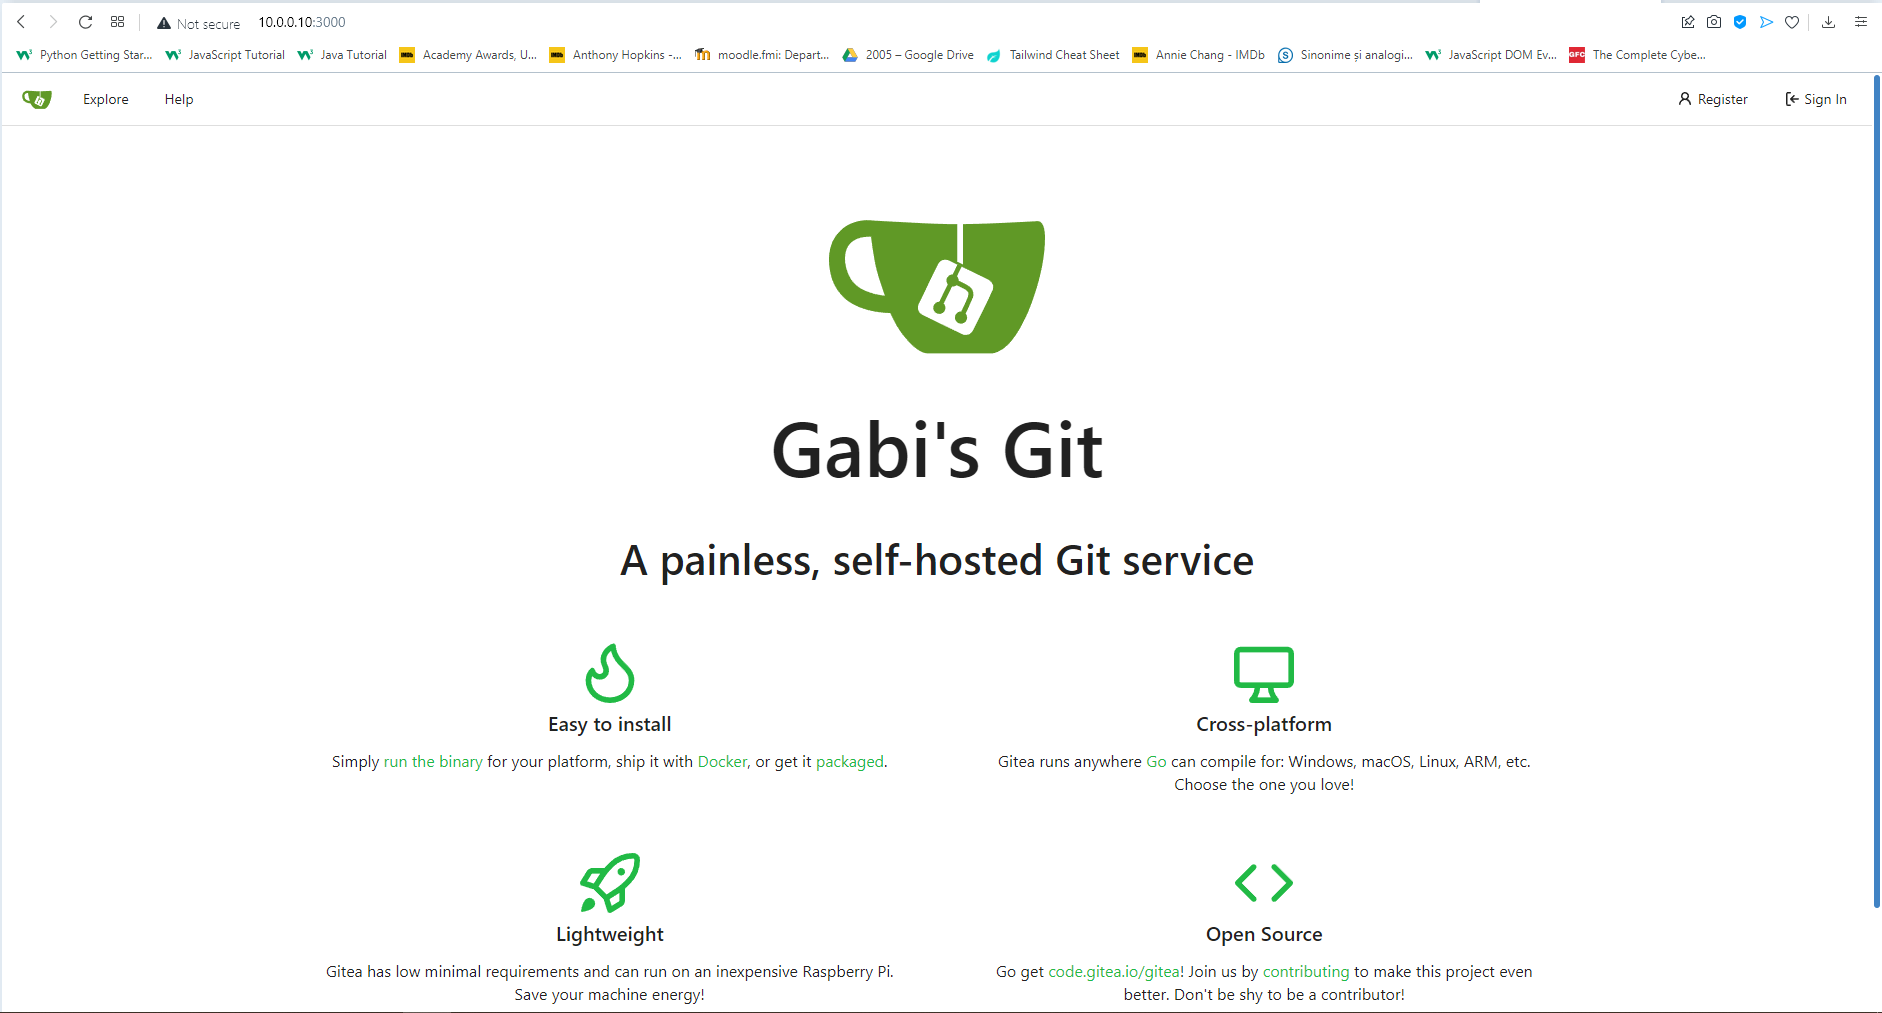 Not secure 10.0.0.10:3000
Python Getting Star... JavaScript Tutorial Java Tutorial IMDb Academy Awards, U... IMDb Anthony Hopkins -... moodle.fmi: Depart... 2005 – Google Drive Tailwind Cheat Sheet IMDb Annie Chang - IMDb S Sinonime și analogi... JavaScript DOM Ev... GFC The Complete Cybe...
Explore Help Register Sign In
Gabi's Git
A painless, self-hosted Git service
Easy to install
Simply run the binary for your platform, ship it with Docker, or get it packaged.
Cross-platform
Gitea runs anywhere Go can compile for: Windows, macOS, Linux, ARM, etc.
Choose the one you love!
Lightweight
Gitea has low minimal requirements and can run on an inexpensive Raspberry Pi.
Save your machine energy!
Open Source
Go get code.gitea.io/gitea! Join us by contributing to make this project even
better. Don't be shy to be a contributor!